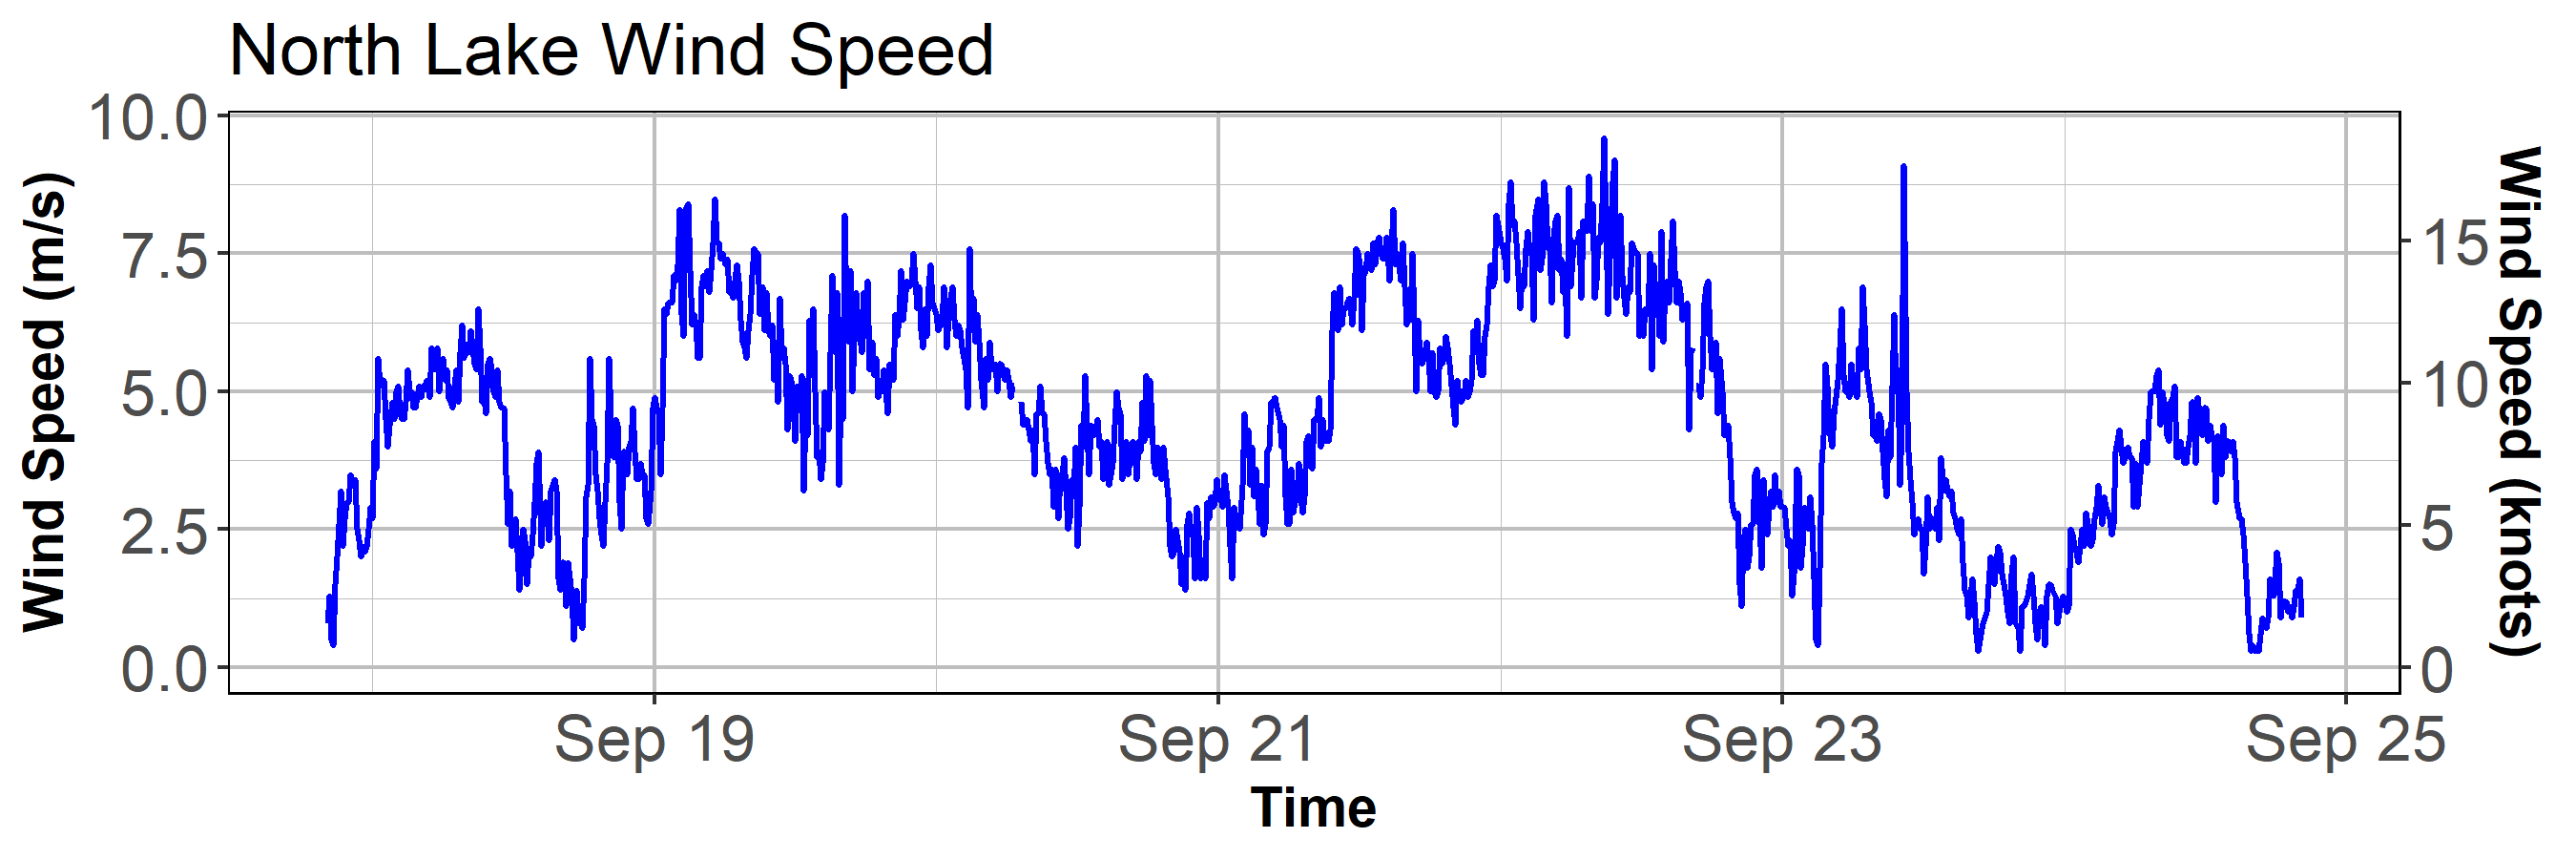 North Lake Wind Speed
Wind Speed (m/s)
10.0
7.5
5.0
2.5
0.0
15
10
5
0
Wind Speed (knots)
Sep 19
Sep 21
Sep 23
Sep 25
Time